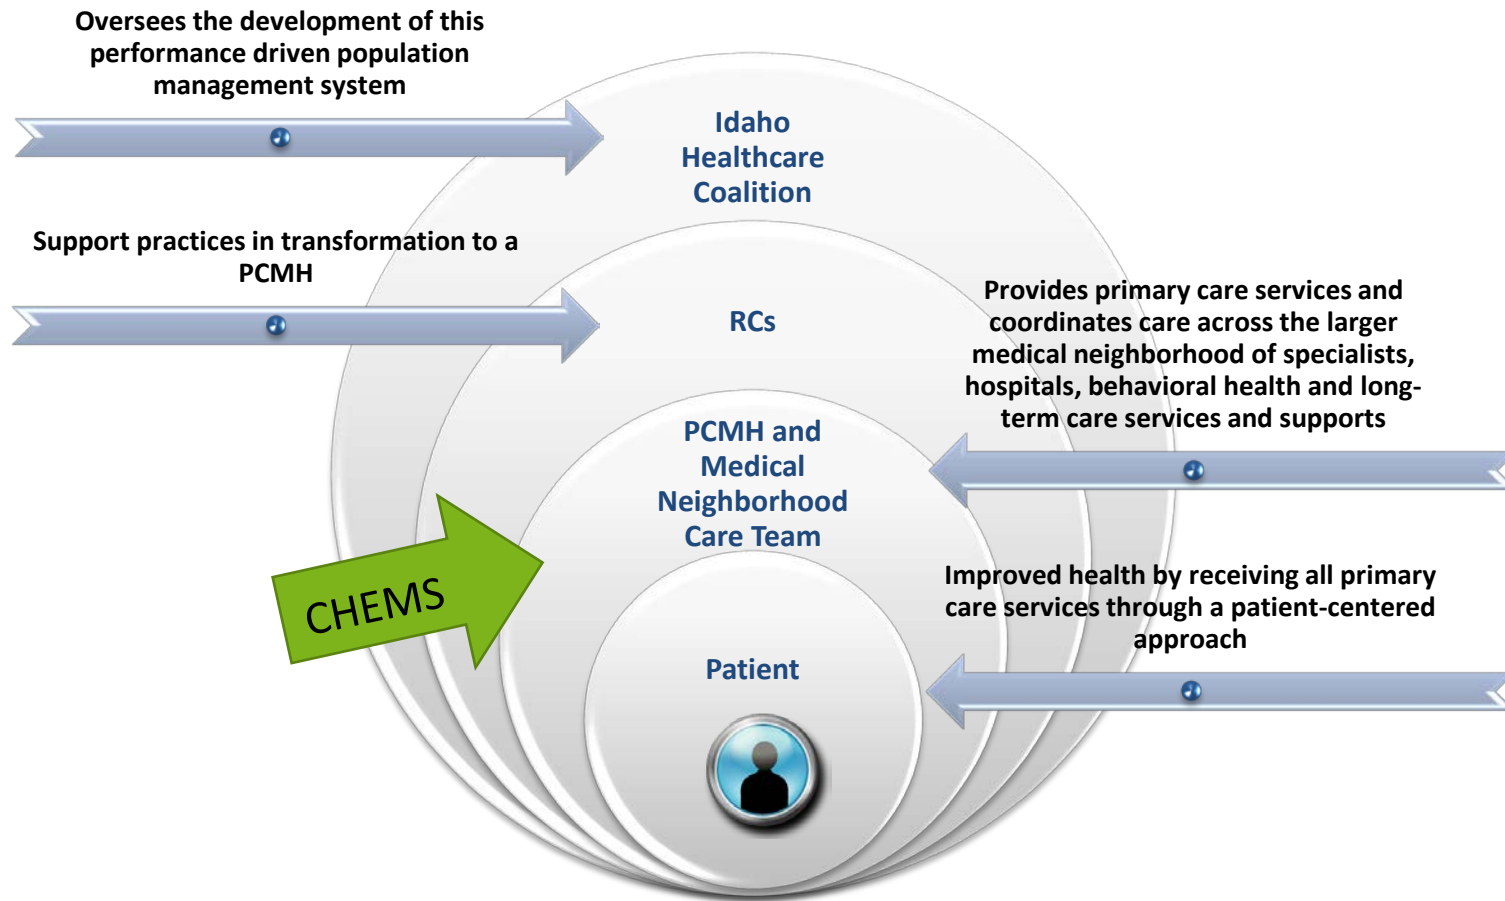 Oversees the development of this
performance driven population
management system
Idaho
Healthcare
Coalition
Support practices in transformation to a
PCMH
RCs
Provides primary care services and
coordinates care across the larger
medical neighborhood of specialists,
hospitals, behavioral health and long-
term care services and supports
PCMH and
Medical
Neighborhood
Care Team
CHEMS
Improved health by receiving all primary
care services through a patient-centered
approach
Patient